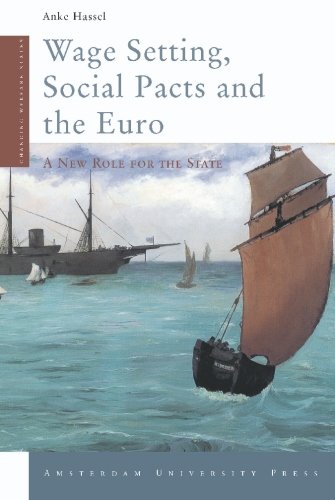 Anke Hassel
Wage Setting,
Social Pacts and
the Euro
A New Role for the State
CHANGING WELFARE STATES
Amsterdam University Press